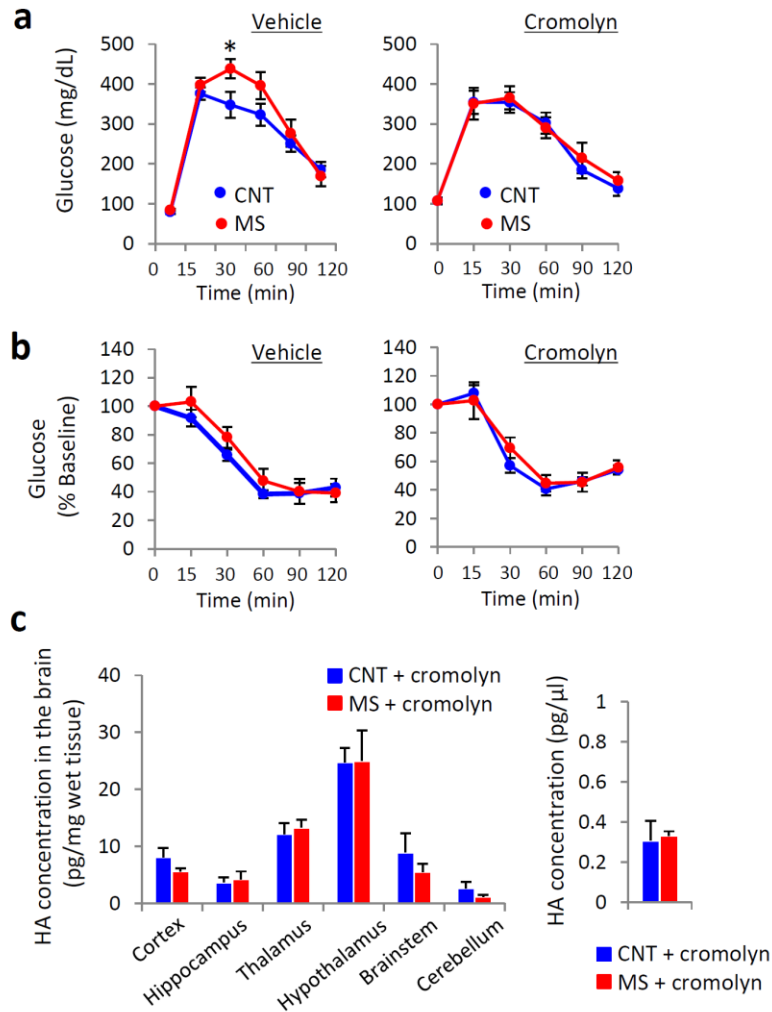 a
Vehicle
Cromolyn
Glucose (mg/dL)
500
400
300
200
100
0
*
CNT
MS
0 15 30 60 90 120
Time (min)
500
400
300
200
100
0
CNT
MS
0 15 30 60 90 120
Time (min)
b
Vehicle
Cromolyn
Glucose
(% Baseline)
140
120
100
80
60
40
20
0
0 15 30 60 90 120
Time (min)
140
120
100
80
60
40
20
0
0 15 30 60 90 120
Time (min)
c
HA concentration in the brain
(pg/mg wet tissue)
40
30
20
10
0
CNT + cromolyn
MS + cromolyn
Cortex
Hippocampus
Thalamus
Hypothalamus
Brainstem
Cerebellum
HA concentration (pg/μl)
1
0.8
0.6
0.4
0.2
0
CNT + cromolyn
MS + cromolyn